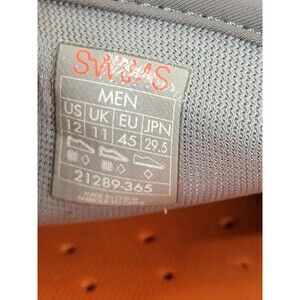 SWIMS
MEN
US UK EU JPN
12 11 45 29.5
21289-365